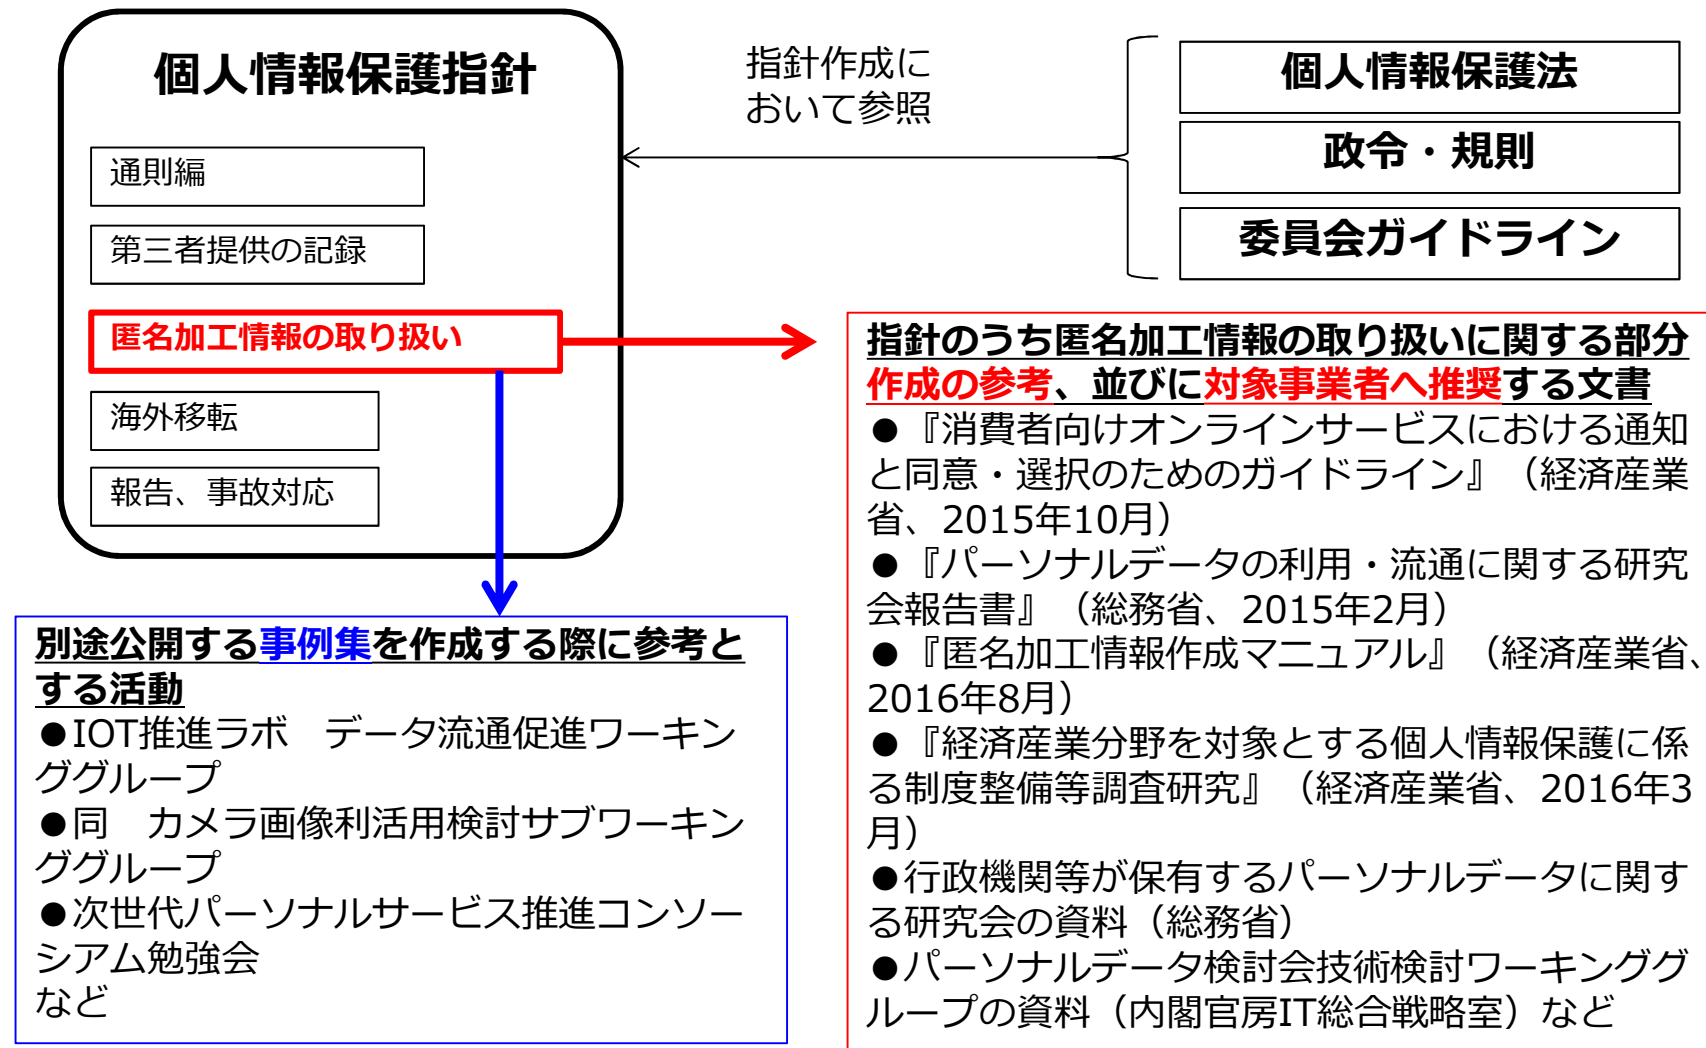 個人情報保護指針
通則編
第三者提供の記録
匿名加工情報の取り扱い
海外移転
報告、事故対応
指針作成に
おいて参照
個人情報保護法
政令・規則
委員会ガイドライン
別途公開する事例集を作成する際に参考と
する活動
●IOT推進ラボ　データ流通促進ワーキン
ググループ
●同　カメラ画像利活用検討サブワーキン
ググループ
●次世代パーソナルサービス推進コンソー
シアム勉強会
など
指針のうち匿名加工情報の取り扱いに関する部分
作成の参考、並びに対象事業者へ推奨する文書
●『消費者向けオンラインサービスにおける通知
と同意・選択のためのガイドライン』（経済産業
省、2015年10月）
●『パーソナルデータの利用・流通に関する研究
会報告書』（総務省、2015年2月）
●『匿名加工情報作成マニュアル』（経済産業省、
2016年8月）
●『経済産業分野を対象とする個人情報保護に係
る制度整備等調査研究』（経済産業省、2016年3
月）
●行政機関等が保有するパーソナルデータに関す
る研究会の資料（総務省）
●パーソナルデータ検討会技術検討ワーキンググ
ループの資料（内閣官房IT総合戦略室）など